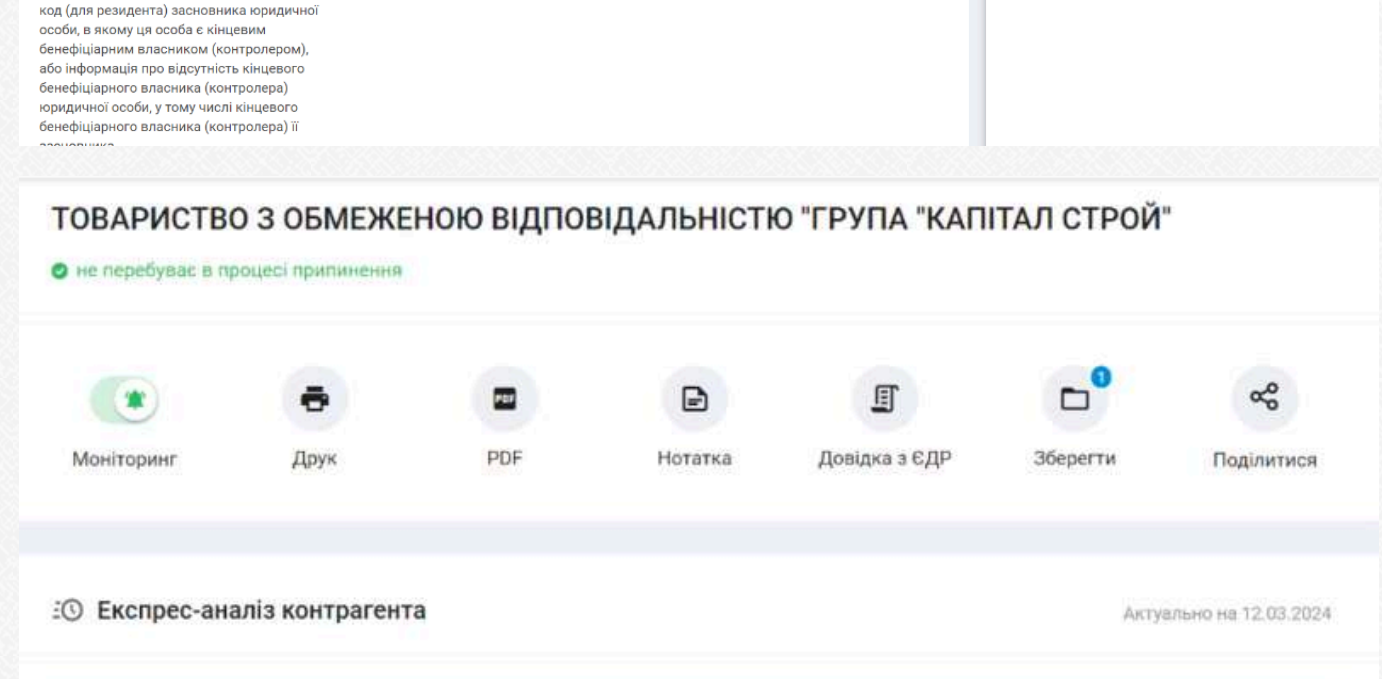 код (для резидента) засновника юридичної
особи, в якому ця особа є кінцевим
бенефіціарним власником (контролером),
або інформація про відсутність кінцевого
бенефіціарного власника (контролера)
юридичної особи, у тому числі кінцевого
бенефіціарного власника (контролера) її
засновника
ТОВАРИСТВО З ОБМЕЖЕНОЮ ВІДПОВІДАЛЬНІСТЮ "ГРУПА "КАПІТАЛ СТРОЙ"
не перебуває в процесі припинення
1
PDF
Моніторинг Друк PDF Нотатка Довідка з ЄДР Зберегти Поділитися
Експрес-аналіз контрагента Актуально на 12.03.2024